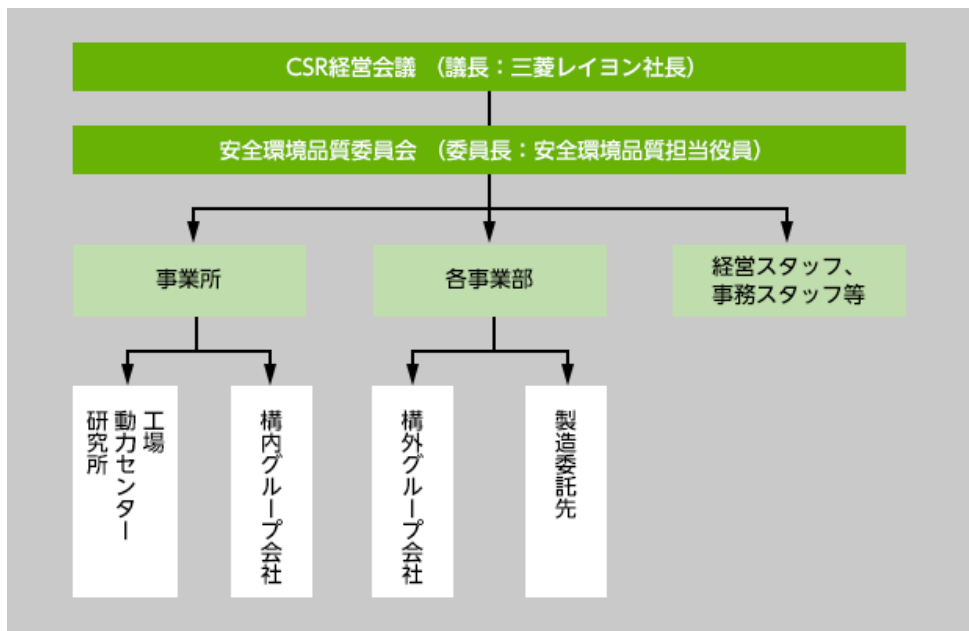 CSR経営会議 （議長：三菱レイヨン社長）
安全環境品質委員会 （委員長：安全環境品質担当役員）
事業所
各事業部
経営スタッフ、
事務スタッフ等
工場
動力センター
研究所
構内グループ会社
構外グループ会社
製造委託先